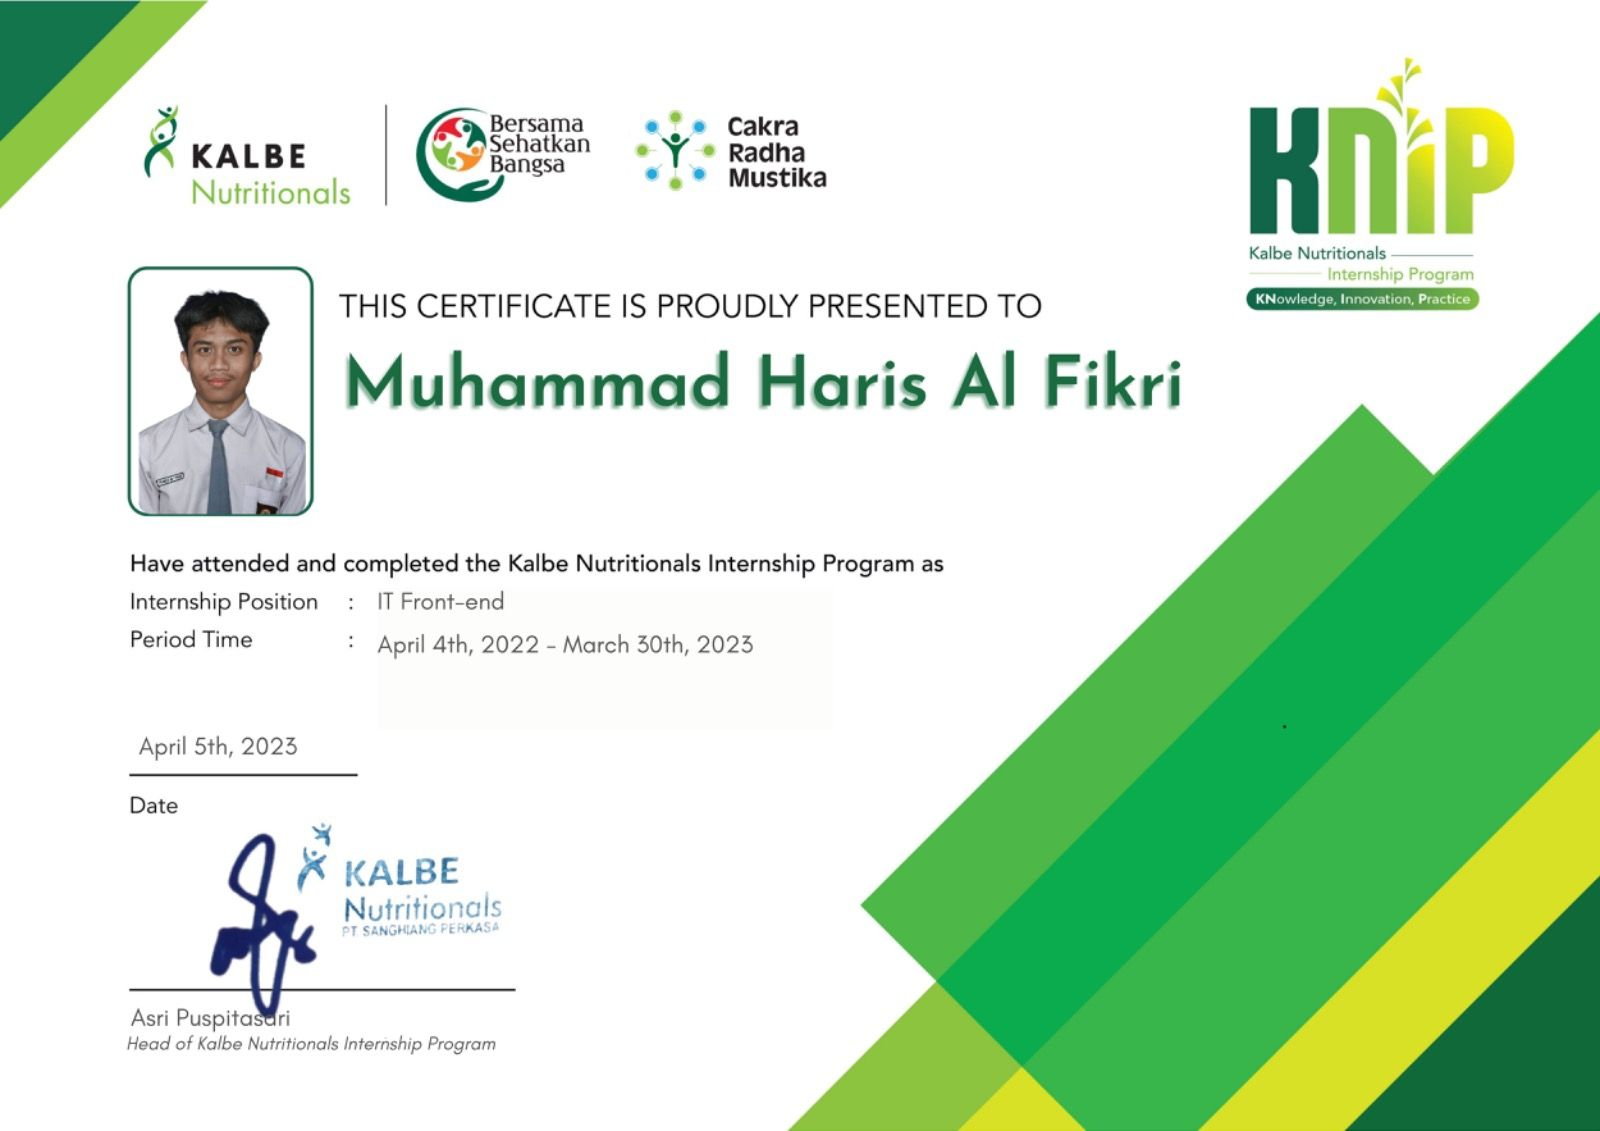 KALBE
Nutritionals
Bersama
Sehatkan
Bangsa
Cakra
Radha
Mustika
KNIP
Kalbe Nutritionals
Internship Program
KNowledge, Innovation, Practice
THIS CERTIFICATE IS PROUDLY PRESENTED TO
Muhammad Haris Al Fikri
Have attended and completed the Kalbe Nutritionals Internship Program as
Internship Position : IT Front-end
Period Time : April 4th, 2022 - March 30th, 2023
April 5th, 2023
Date
KALBE
Nutritionals
PT. SANGHIANG PERKASA
Asri Puspitasari
Head of Kalbe Nutritionals Internship Program